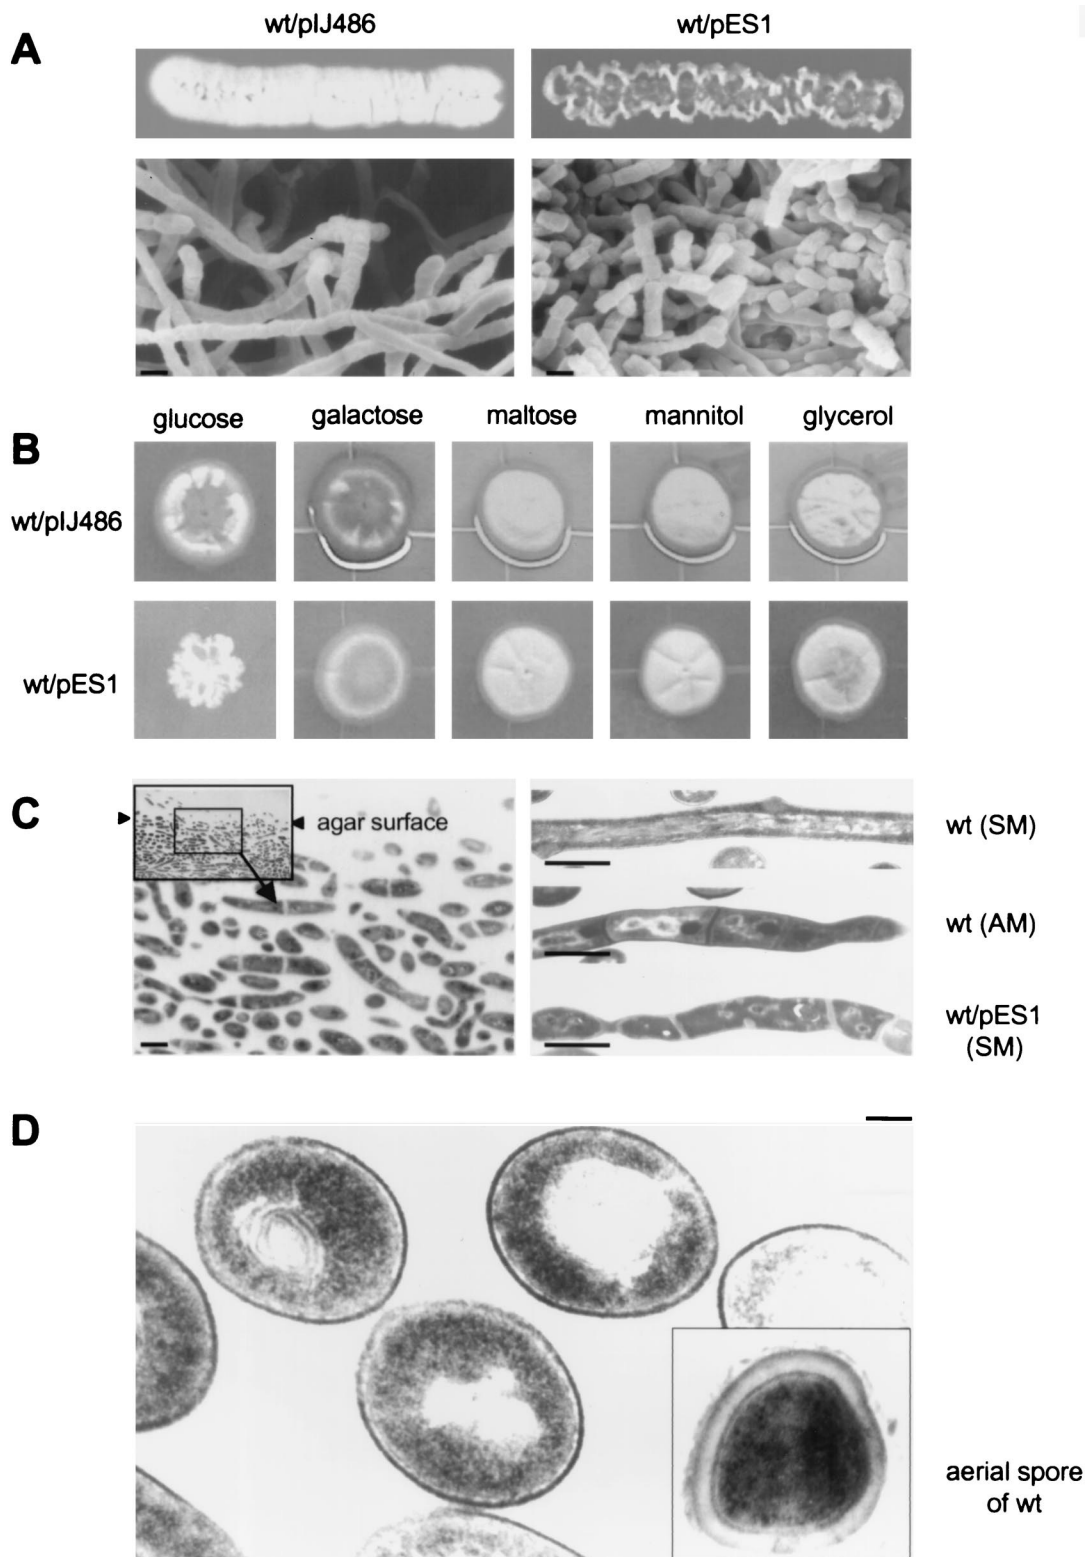 wt/pIJ486 wt/pES1
A
glucose galactose maltose mannitol glycerol
B
wt/pIJ486
wt/pES1
C
agar surface
wt (SM)
wt (AM)
wt/pES1
(SM)
D
aerial spore
of wt